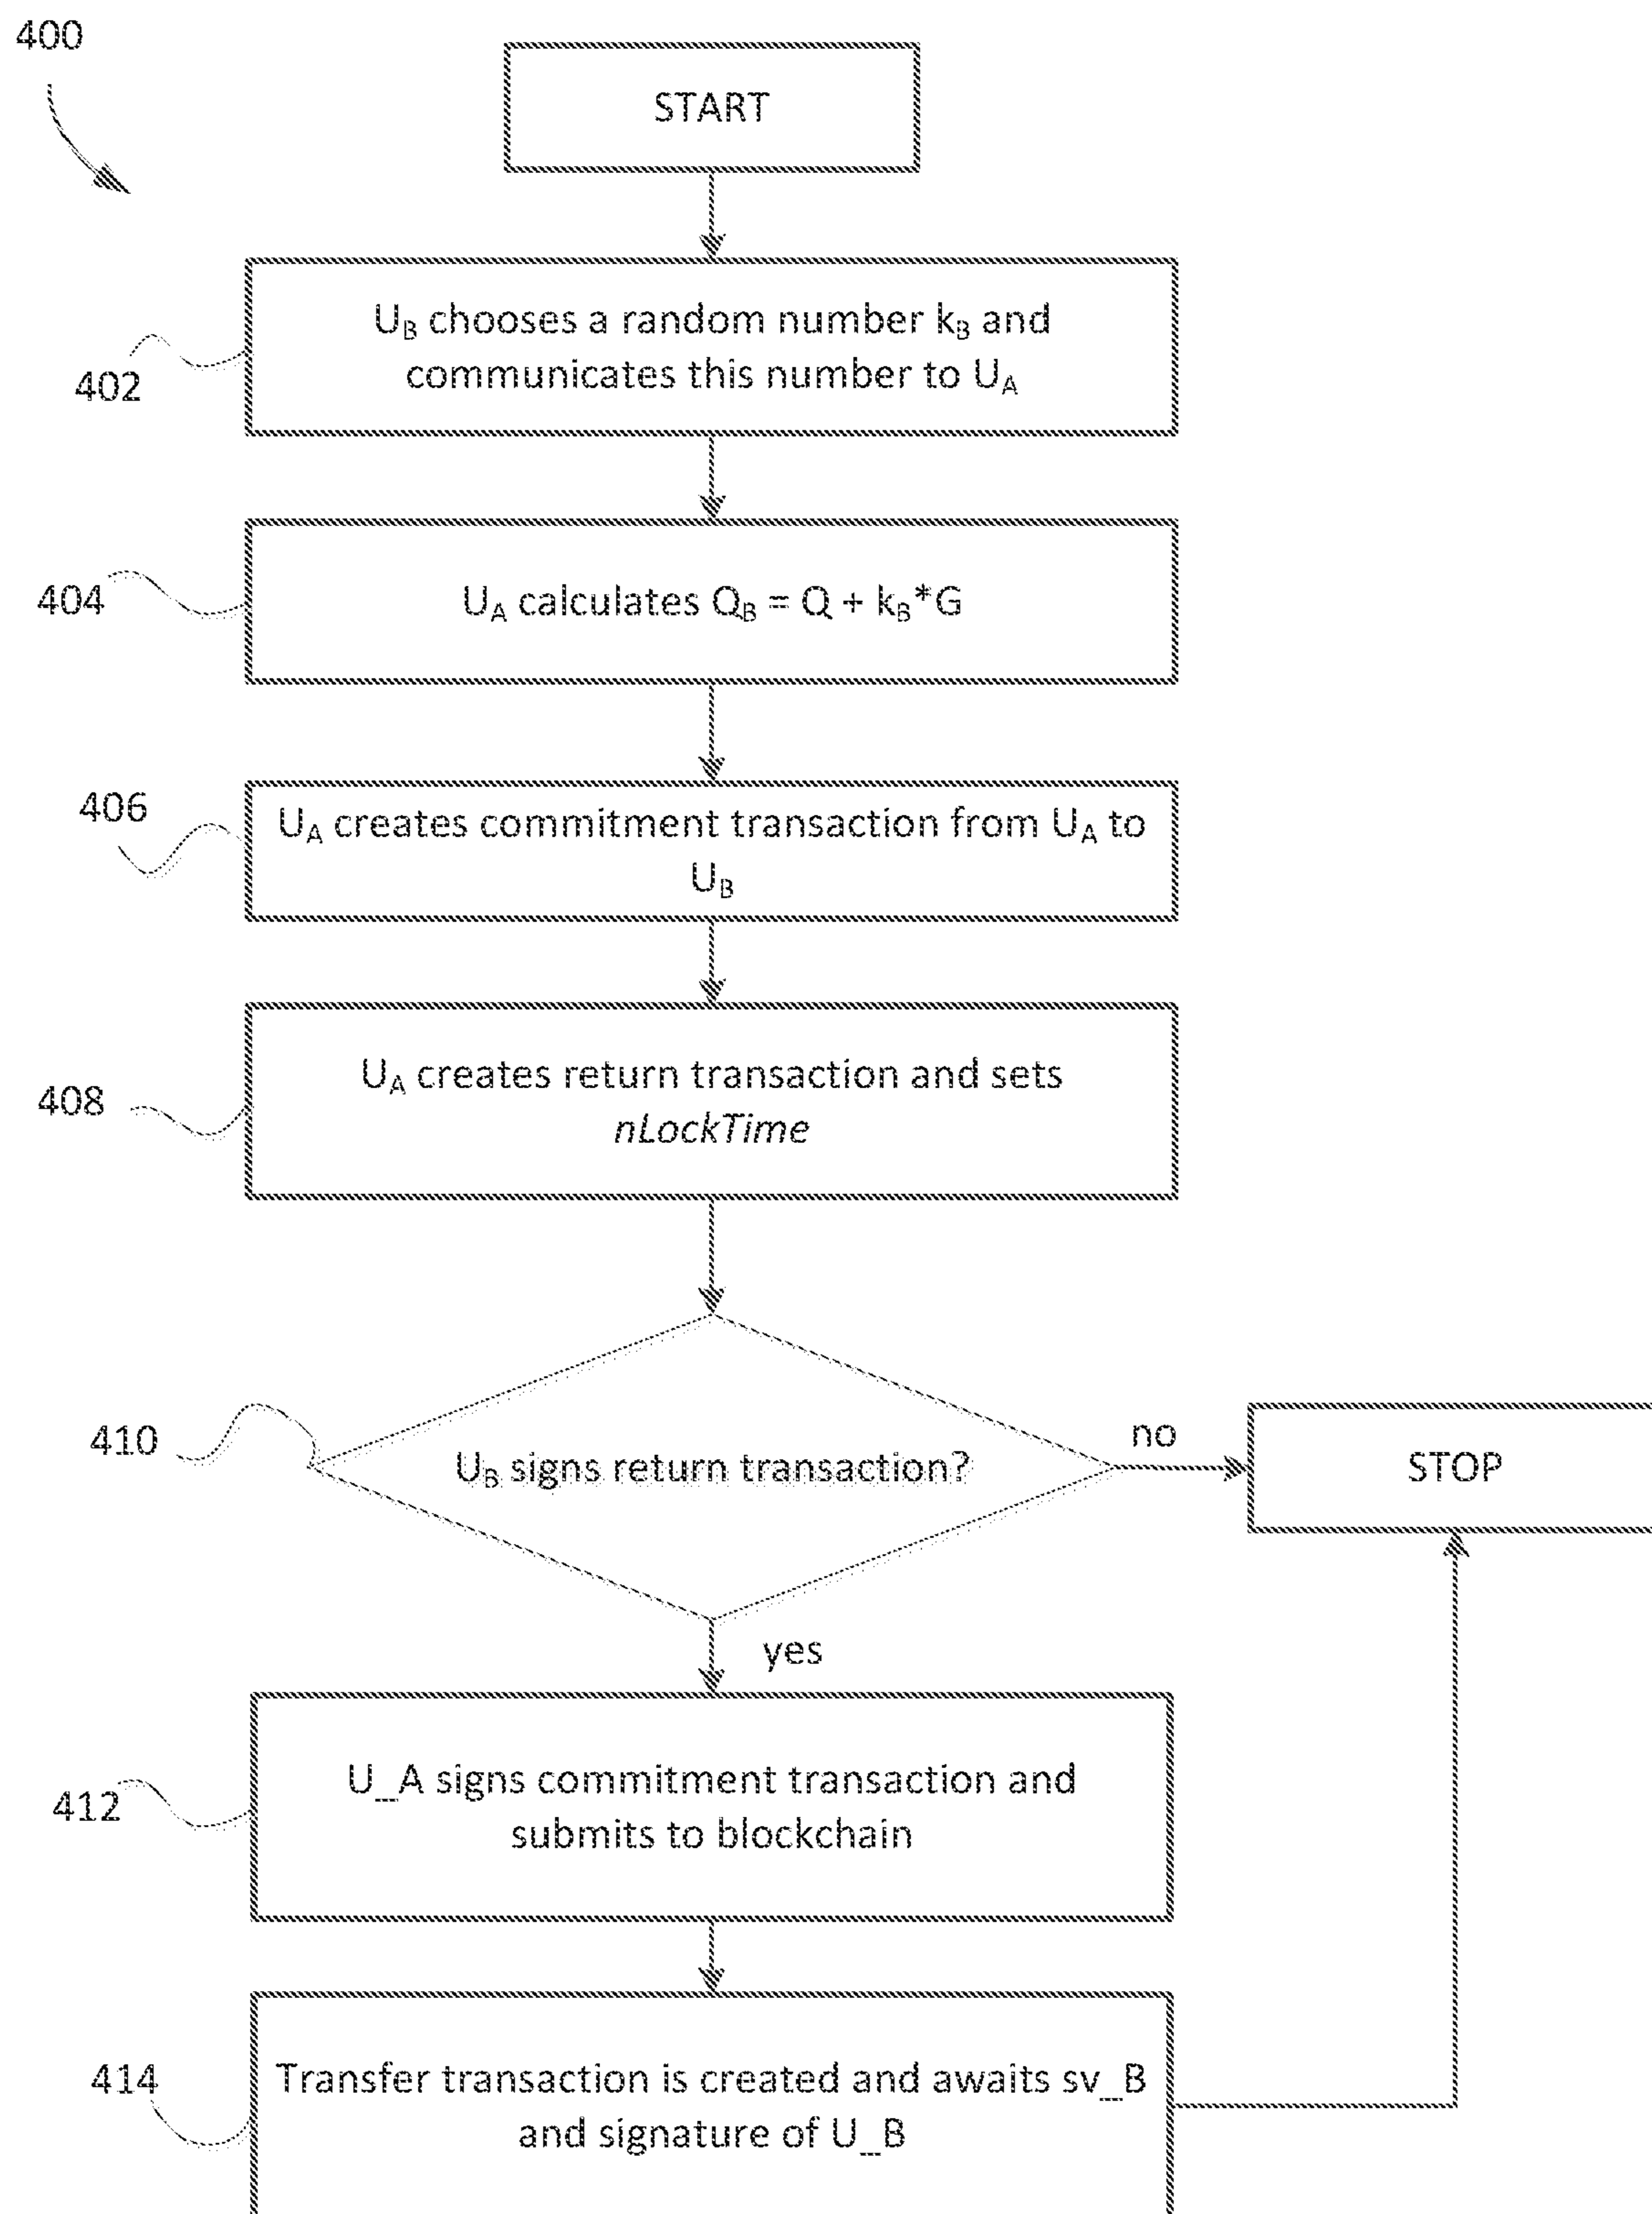 400
START
U_B chooses a random number k_B and
communicates this number to U_A
402
404
U_A calculates Q_B = Q + k_B*G
406
U_A creates commitment transaction from U_A to
U_B
U_A creates return transaction and sets
nLockTime
408
410
U_B signs return transaction?
no
STOP
yes
U_A signs commitment transaction and
submits to blockchain
412
414
Transfer transaction is created and awaits sv_B
and signature of U_B